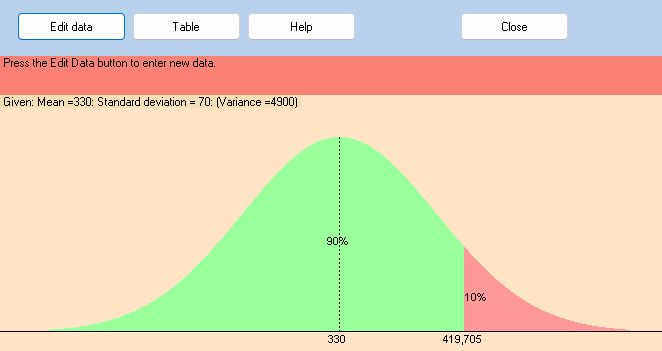 Edit data Table Help Close
Press the Edit Data button to enter new data.
Given: Mean =330: Standard deviation = 70: (Variance =4900)
90%
10%
330 419,705